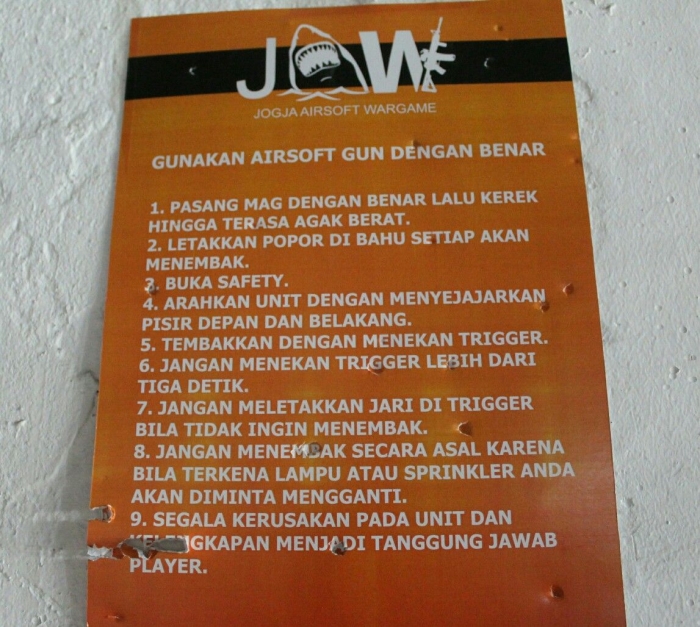 JAW
JOGJA AIRSOFT WARGAME
GUNAKAN AIRSOFT GUN DENGAN BENAR
1. PASANG MAG DENGAN BENAR LALU KEREK
HINGGA TERASA AGAK BERAT.
2. LETAKKAN POPOR DI BAHU SETIAP AKAN
MENEMBAK.
3. BUKA SAFETY.
4. ARAHKAN UNIT DENGAN MENYEJAJARKAN
PISIR DEPAN DAN BELAKANG.
5. TEMBAKKAN DENGAN MENEKAN TRIGGER.
6. JANGAN MENEKAN TRIGGER LEBIH DARI
TIGA DETIK.
7. JANGAN MELETAKKAN JARI DI TRIGGER
BILA TIDAK INGIN MENEMBAK.
8. JANGAN MENEMBAK SECARA ASAL KARENA
BILA TERKENA LAMPU ATAU SPRINKLER ANDA
AKAN DIMINTA MENGGANTI.
9. SEGALA KERUSAKAN PADA UNIT DAN
KELENGKAPAN MENJADI TANGGUNG JAWAB
PLAYER.